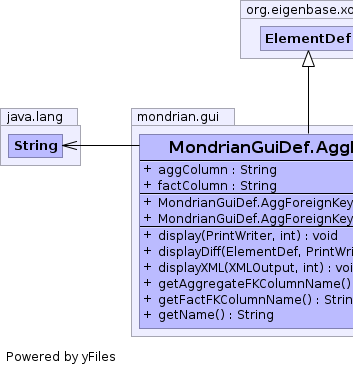 org.eigenbase.xo
ElementDef
java.lang
String
mondrian.gui
MondrianGuiDef.AggF
+ aggColumn : String
+ factColumn : String
+ MondrianGuiDef.AggForeignKey
+ MondrianGuiDef.AggForeignKey
+ display(PrintWriter, int) : void
+ displayDiff(ElementDef, PrintWr
+ displayXML(XMLOutput, int) : voi
+ getAggregateFKColumnName()
+ getFactFKColumnName() : Strin
+ getName() : String
Powered by yFiles